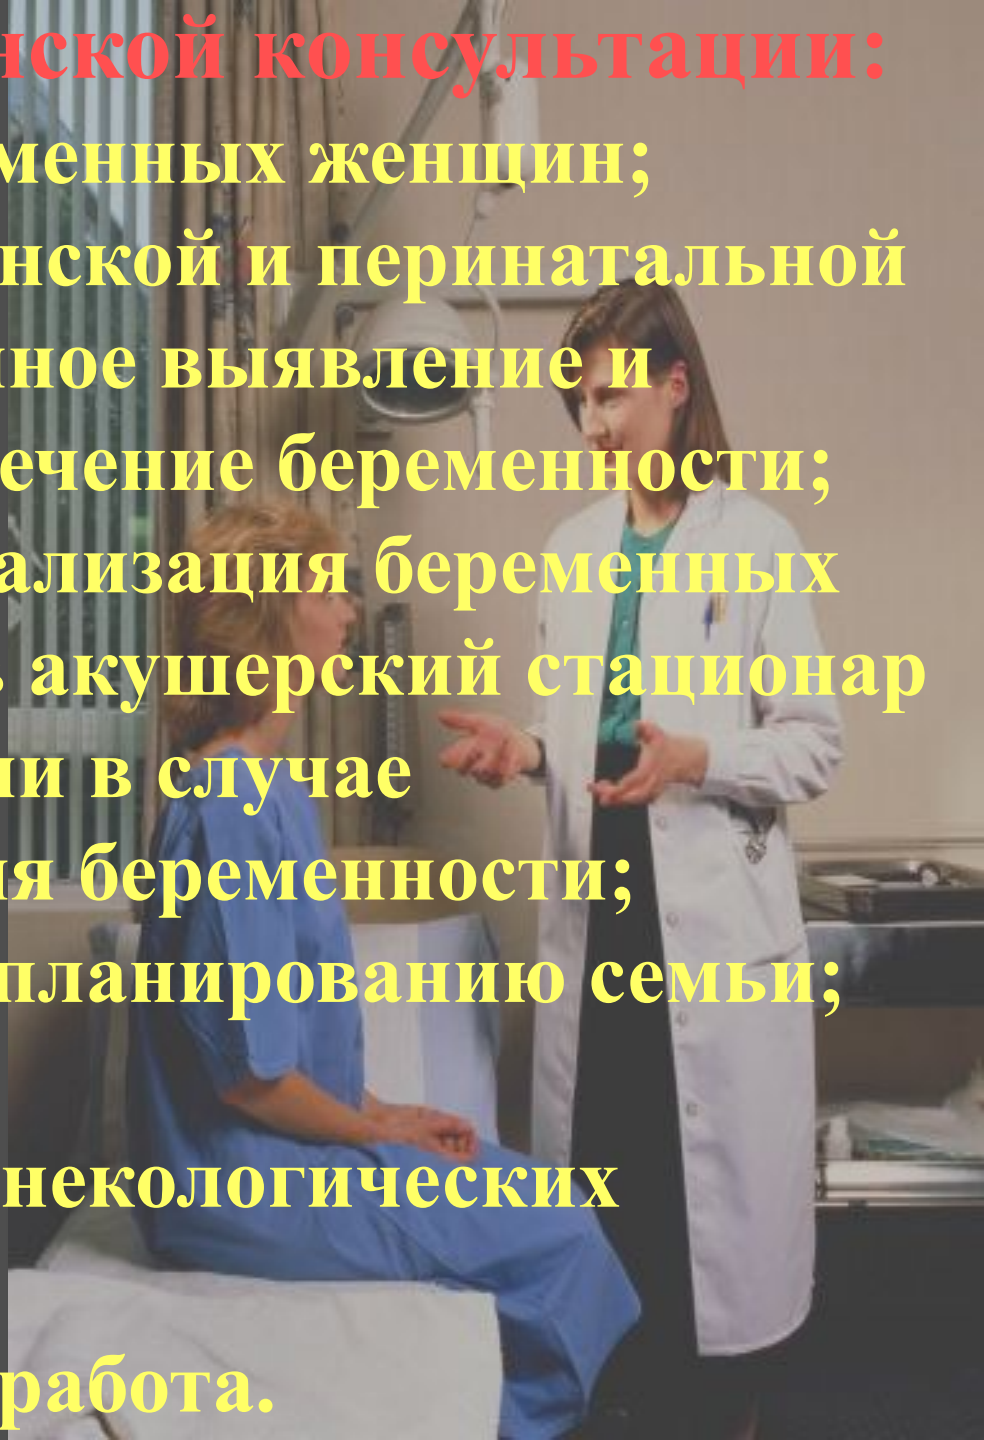 нской консультации:
менных женщин;
нской и перинатальной
ное выявление и
ечение беременности;
ализация беременных
акушерский стационар
ии в случае
ия беременности;
планированию семьи;
некологических
работа.